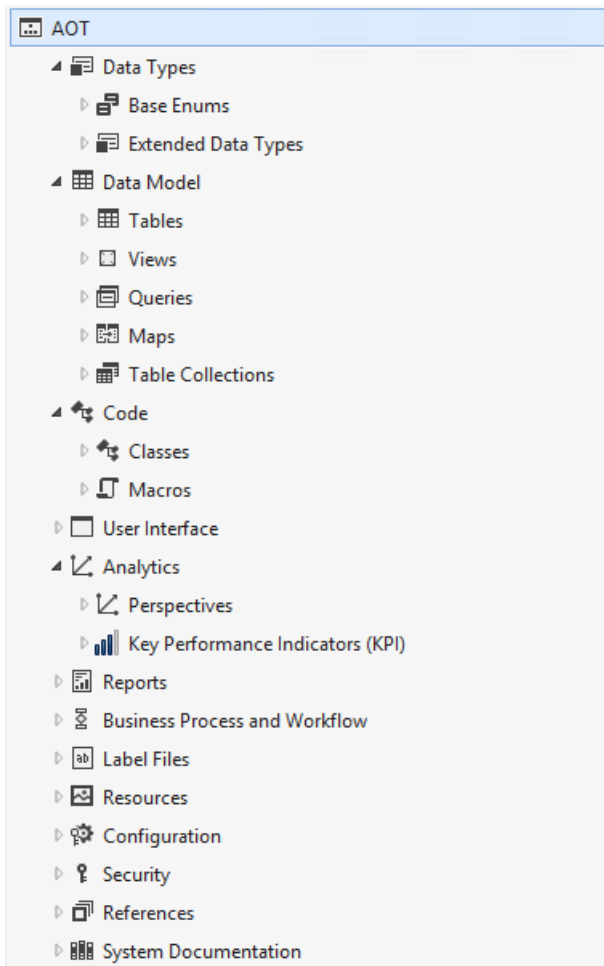 AOT
Data Types
Base Enums
Extended Data Types
Data Model
Tables
Views
Queries
Maps
Table Collections
Code
Classes
Macros
User Interface
Analytics
Perspectives
Key Performance Indicators (KPI)
Reports
Business Process and Workflow
ab Label Files
Resources
Configuration
Security
References
System Documentation